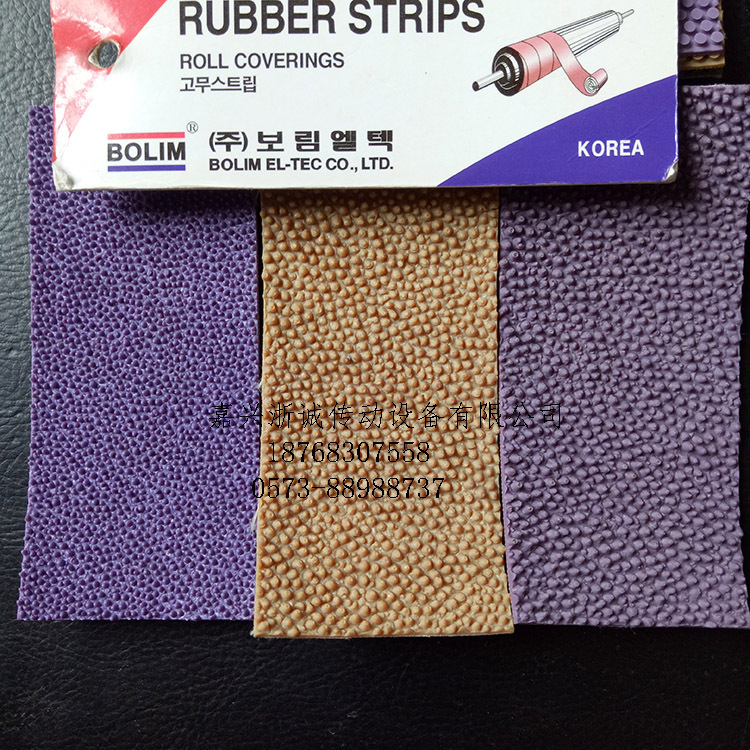 RUBBER STRIPS
ROLL COVERINGS
고무스트립
BOLIM®
(주)보림엘텍
BOLIM EL-TEC CO., LTD.
KOREA
嘉兴浙诚传动设备有限公司
18768307558
0573-88988737